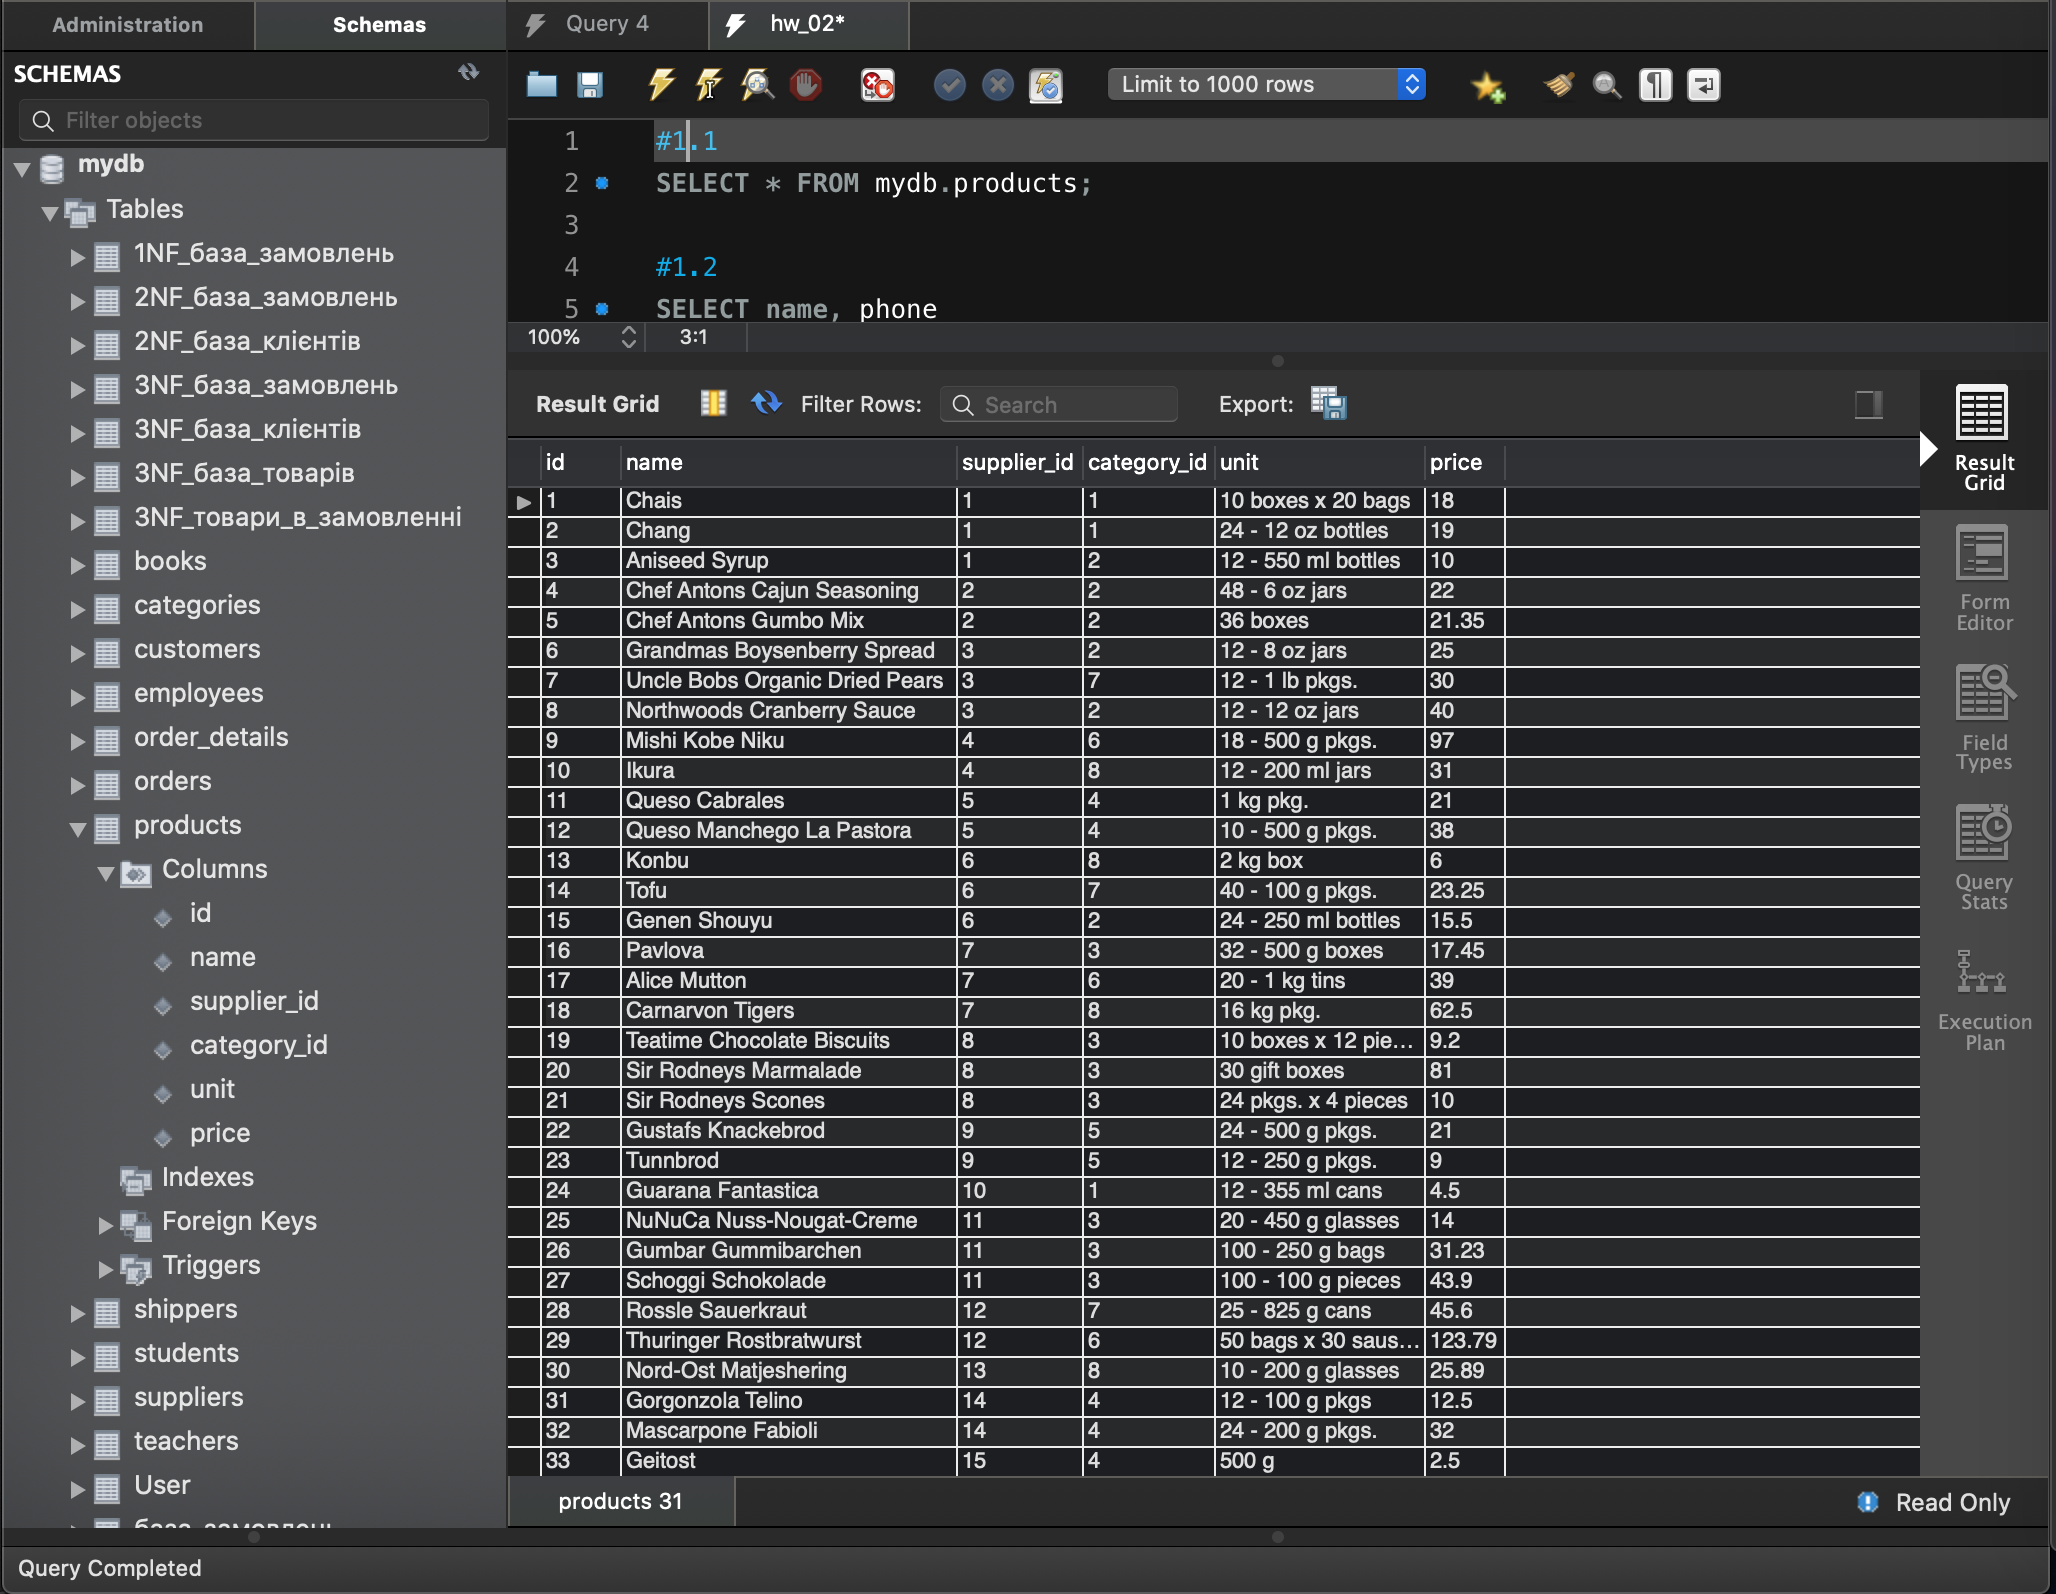 Administration Schemas
SCHEMAS
Filter objects
mydb
Tables
1NF_база_замовлень
2NF_база_замовлень
2NF_база_клієнтів
3NF_база_замовлень
3NF_база_клієнтів
3NF_база_товарів
3NF_товари_в_замовленні
books
categories
customers
employees
order_details
orders
products
Columns
id
name
supplier_id
category_id
unit
price
Indexes
Foreign Keys
Triggers
shippers
students
suppliers
teachers
User
Query 4 hw_02*
Limit to 1000 rows
1 #1.1
2 SELECT * FROM mydb.products;
3
4 #1.2
5 SELECT name, phone
100% 3:1
Result Grid Filter Rows: Search Export:
id name supplier_id category_id unit price
1 Chais 1 1 10 boxes x 20 bags 18
2 Chang 1 1 24 - 12 oz bottles 19
3 Aniseed Syrup 1 2 12 - 550 ml bottles 10
4 Chef Antons Cajun Seasoning 2 2 48 - 6 oz jars 22
5 Chef Antons Gumbo Mix 2 2 36 boxes 21.35
6 Grandmas Boysenberry Spread 3 2 12 - 8 oz jars 25
7 Uncle Bobs Organic Dried Pears 3 7 12 - 1 lb pkgs. 30
8 Northwoods Cranberry Sauce 3 2 12 - 12 oz jars 40
9 Mishi Kobe Niku 4 6 18 - 500 g pkgs. 97
10 Ikura 4 8 12 - 200 ml jars 31
11 Queso Cabrales 5 4 1 kg pkg. 21
12 Queso Manchego La Pastora 5 4 10 - 500 g pkgs. 38
13 Konbu 6 8 2 kg box 6
14 Tofu 6 7 40 - 100 g pkgs. 23.25
15 Genen Shouyu 6 2 24 - 250 ml bottles 15.5
16 Pavlova 7 3 32 - 500 g boxes 17.45
17 Alice Mutton 7 6 20 - 1 kg tins 39
18 Carnarvon Tigers 7 8 16 kg pkg. 62.5
19 Teatime Chocolate Biscuits 8 3 10 boxes x 12 pie... 9.2
20 Sir Rodneys Marmalade 8 3 30 gift boxes 81
21 Sir Rodneys Scones 8 3 24 pkgs. x 4 pieces 10
22 Gustafs Knackebrod 9 5 24 - 500 g pkgs. 21
23 Tunnbrod 9 5 12 - 250 g pkgs. 9
24 Guarana Fantastica 10 1 12 - 355 ml cans 4.5
25 NuNuCa Nuss-Nougat-Creme 11 3 20 - 450 g glasses 14
26 Gumbar Gummibarchen 11 3 100 - 250 g bags 31.23
27 Schoggi Schokolade 11 3 100 - 100 g pieces 43.9
28 Rossle Sauerkraut 12 7 25 - 825 g cans 45.6
29 Thuringer Rostbratwurst 12 6 50 bags x 30 saus... 123.79
30 Nord-Ost Matjeshering 13 8 10 - 200 g glasses 25.89
31 Gorgonzola Telino 14 4 12 - 100 g pkgs 12.5
32 Mascarpone Fabioli 14 4 24 - 200 g pkgs. 32
33 Geitost 15 4 500 g 2.5
Result
Grid
Form
Editor
Field
Types
Query
Stats
Execution
Plan
products 31 Read Only
Query Completed